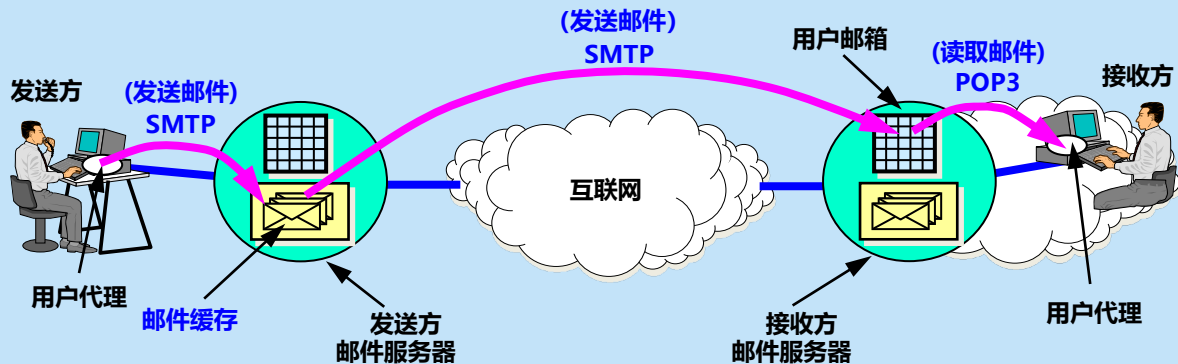 (发送邮件)
SMTP
用户邮箱
(读取邮件)
POP3
接收方
发送方
(发送邮件)
SMTP
互联网
用户代理
邮件缓存
发送方
邮件服务器
接收方
邮件服务器
用户代理